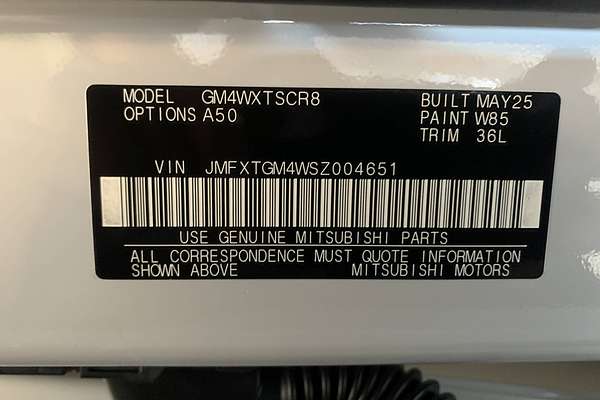 MODEL GM4WXTSCR8 BUILT MAY25
OPTIONS A50 PAINT W85
TRIM 36L
VIN JMFXTGM4WSZ004651
USE GENUINE MITSUBISHI PARTS
ALL CORRESPONDENCE MUST QUOTE INFORMATION
SHOWN ABOVE MITSUBISHI MOTORS